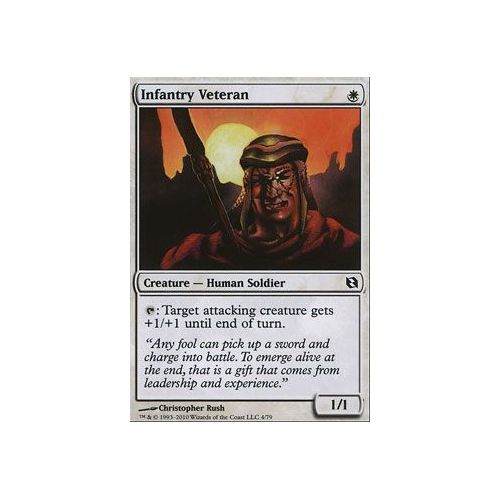 Infantry Veteran
Creature — Human Soldier
: Target attacking creature gets
+1/+1 until end of turn.
"Any fool can pick up a sword and
charge into battle. To emerge alive at
the end, that is a gift that comes from
leadership and experience."
Christopher Rush
1/1
™ & © 1993–2010 Wizards of the Coast LLC 4/79